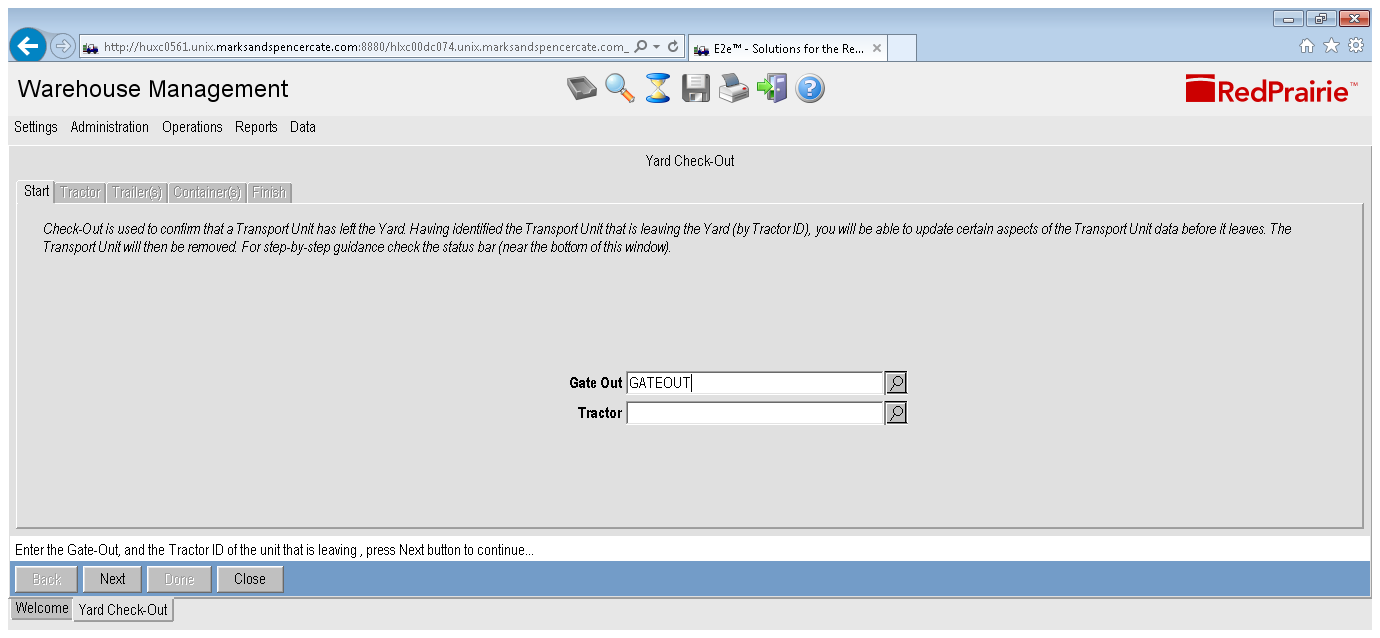 http://huxc0561.unix.marksandspencercate.com:8880/hlxc00dc074.unix.marksandspencercate.com_
E2e™ - Solutions for the Re...
Warehouse Management
RedPrairie™
Settings Administration Operations Reports Data
Yard Check-Out
Start Tractor Trailer(s) Container(s) Finish
Check-Out is used to confirm that a Transport Unit has left the Yard. Having identified the Transport Unit that is leaving the Yard (by Tractor ID), you will be able to update certain aspects of the Transport Unit data before it leaves. The
Transport Unit will then be removed. For step-by-step guidance check the status bar (near the bottom of this window).
Gate Out GATEOUT
Tractor
Enter the Gate-Out, and the Tractor ID of the unit that is leaving , press Next button to continue...
Back Next Done Close
Welcome Yard Check-Out